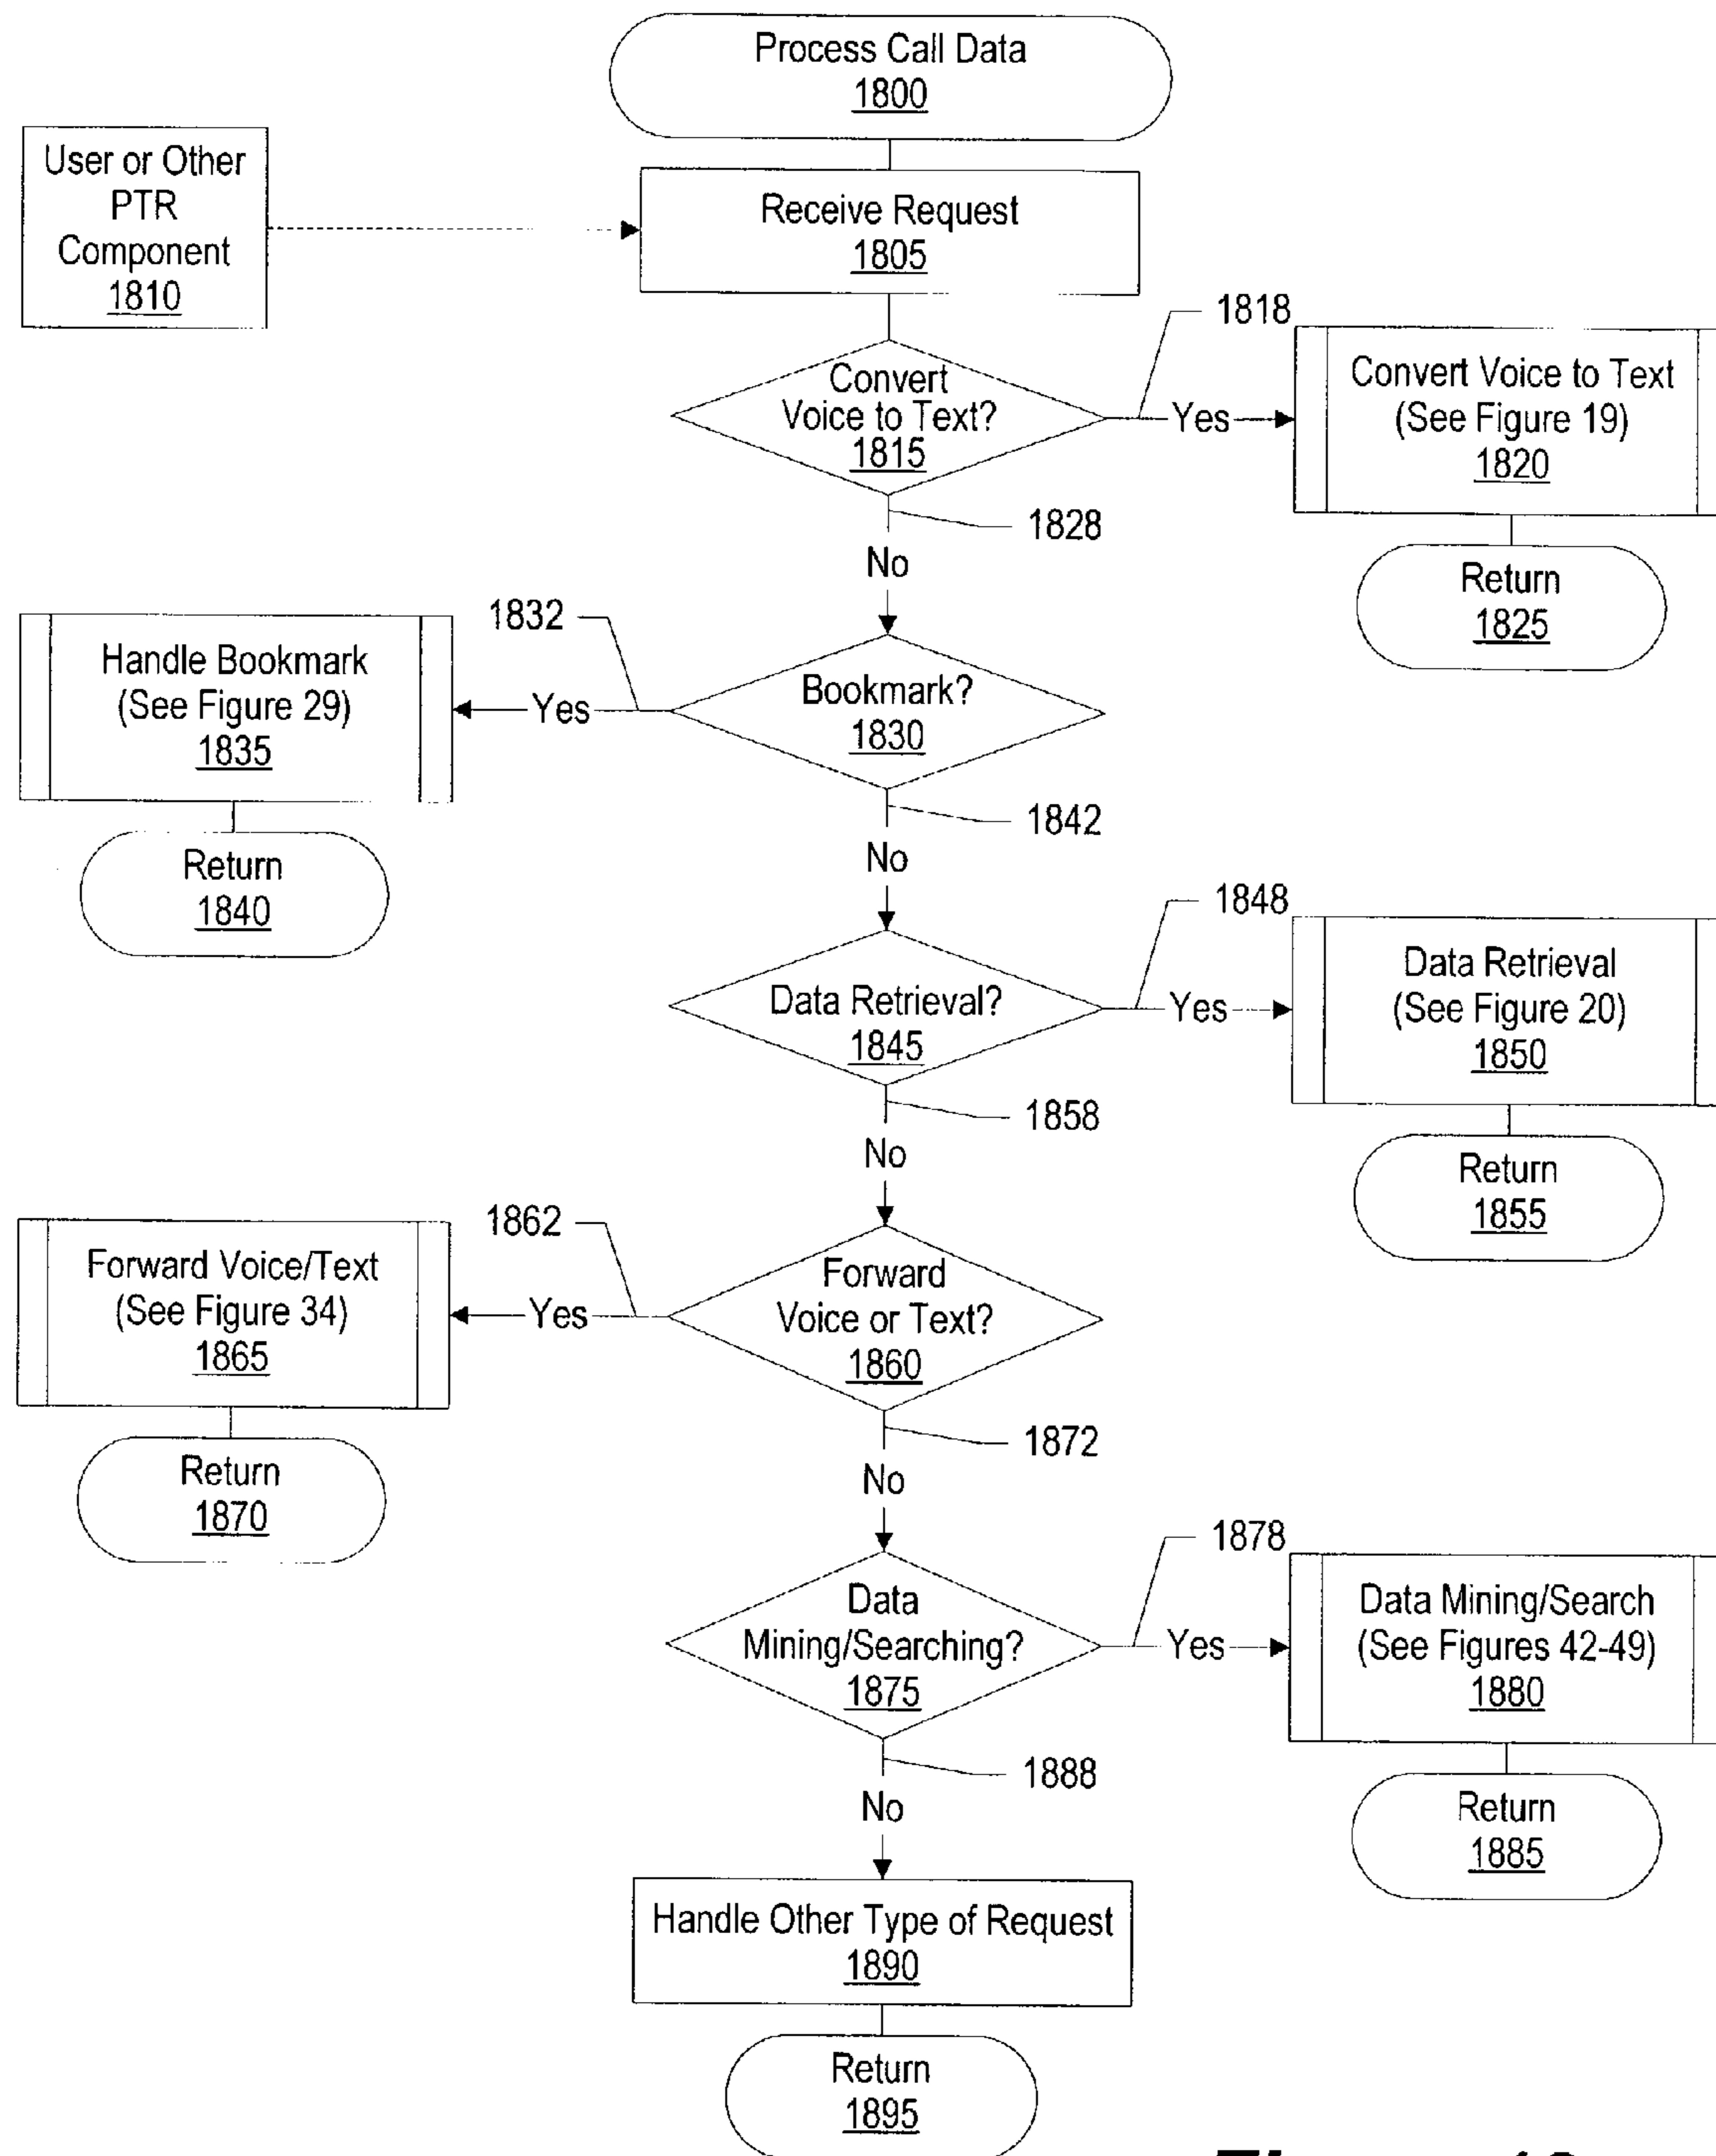 Process Call Data
1800
User or Other
PTR
Component
1810
Receive Request
1805
Convert
Voice to Text?
1815
1818
Yes
Convert Voice to Text
(See Figure 19)
1820
Return
1825
1828
No
Bookmark?
1830
1832
Yes
Handle Bookmark
(See Figure 29)
1835
Return
1840
1842
No
Data Retrieval?
1845
1848
Yes
Data Retrieval
(See Figure 20)
1850
Return
1855
1858
No
Forward
Voice or Text?
1860
1862
Yes
Forward Voice/Text
(See Figure 34)
1865
Return
1870
1872
No
Data
Mining/Searching?
1875
1878
Yes
Data Mining/Search
(See Figures 42-49)
1880
Return
1885
1888
No
Handle Other Type of Request
1890
Return
1895